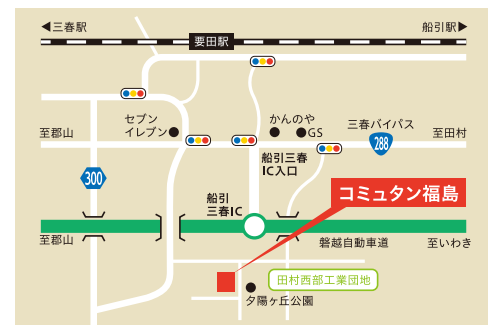 ◀三春駅
船引駅▶
要田駅
セブン
イレブン
かんのや
GS
三春バイパス
288
至郡山
至田村
船引三春
IC入口
300
船引
三春IC
コミュタン福島
至郡山
磐越自動車道
至いわき
田村西部工業団地
夕陽ヶ丘公園